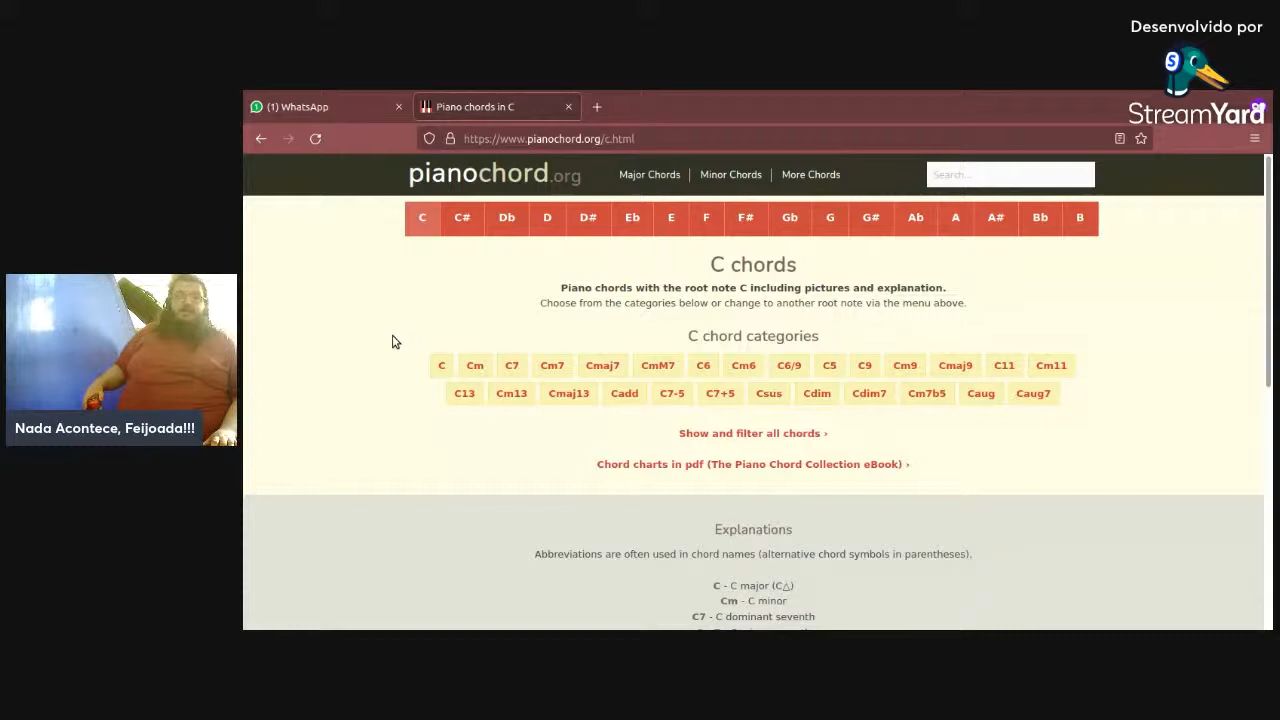 Desenvolvido por
StreamYard
(1) WhatsApp
Piano chords in C
https://www.pianochord.org/c.html
pianochord.org
Major Chords
Minor Chords
More Chords
Search...
C C# Db D D# Eb E F F# Gb G G# Ab A A# Bb B
C chords
Piano chords with the root note C including pictures and explanation.
Choose from the categories below or change to another root note via the menu above.
C chord categories
C Cm C7 Cm7 Cmaj7 CmM7 C6 Cm6 C6/9 C5 C9 Cm9 Cmaj9 C11 Cm11
C13 Cm13 Cmaj13 Cadd C7-5 C7+5 Csus Cdim Cdim7 Cm7b5 Caug Caug7
Show and filter all chords ›
Chord charts in pdf (The Piano Chord Collection eBook) ›
Nada Acontece, Feijoada!!!
Explanations
Abbreviations are often used in chord names (alternative chord symbols in parentheses).
C - C major (C△)
Cm - C minor
C7 - C dominant seventh